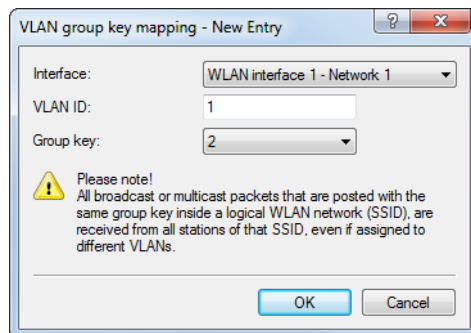 VLAN group key mapping - New Entry
Interface: WLAN interface 1 - Network 1
VLAN ID: 1
Group key: 2
Please note!
All broadcast or multicast packets that are posted with the
same group key inside a logical WLAN network (SSID), are
received from all stations of that SSID, even if assigned to
different VLANs.
OK Cancel